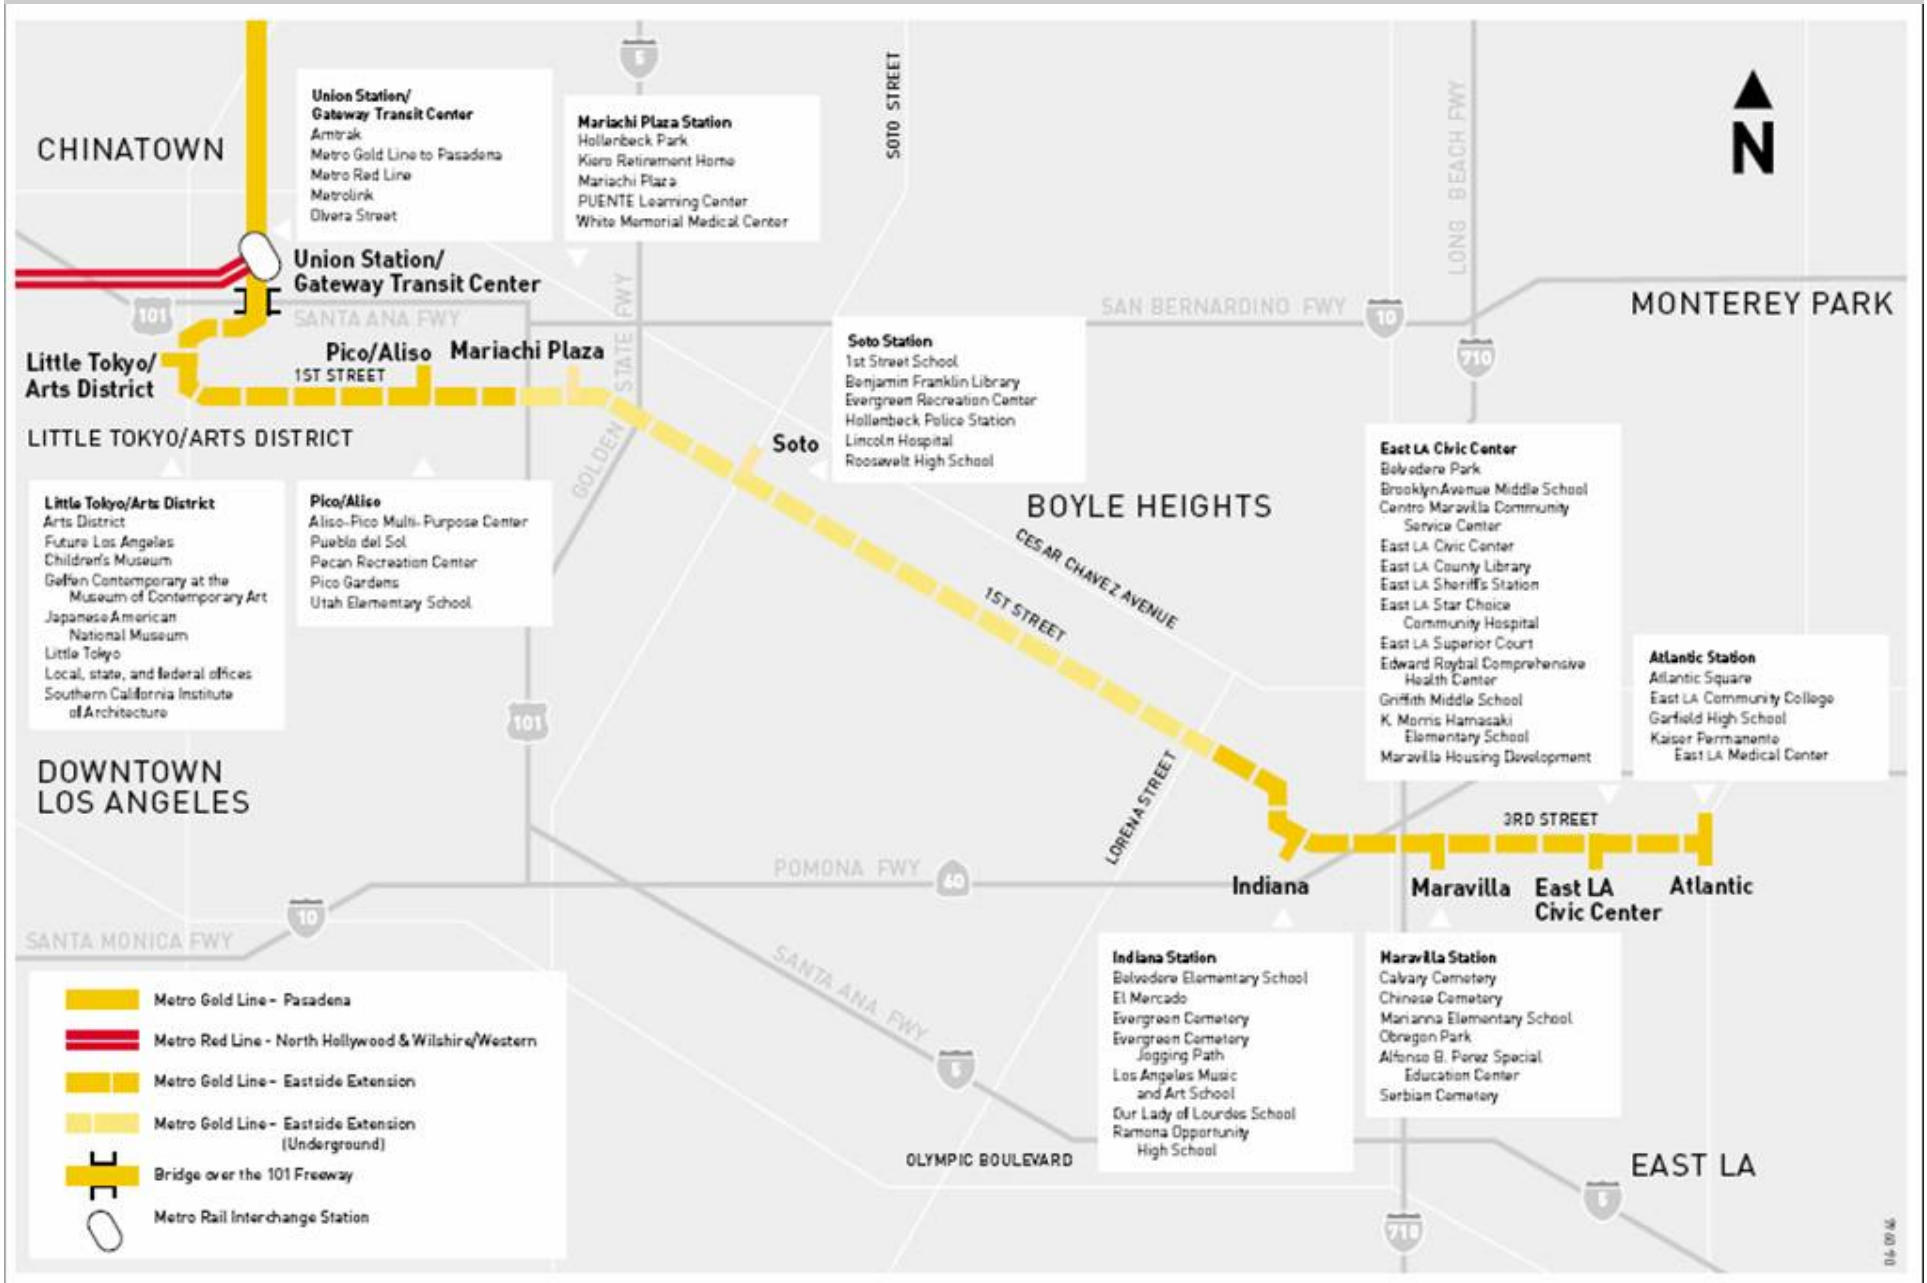 CHINATOWN
Union Station/
Gateway Transit Center
Amtrak
Metro Gold Line to Pasadena
Metro Red Line
Metrolink
Olvera Street
5
Mariachi Plaza Station
Hollenbeck Park
Kiero Retirement Home
Mariachi Plaza
PUENTE Learning Center
White Memorial Medical Center
SOTO STREET
LONG BEACH FWY
N
Union Station/
Gateway Transit Center
101
SANTA ANA FWY
GOLDEN STATE FWY
SAN BERNARDINO FWY
10
MONTEREY PARK
710
Little Tokyo/
Arts District
Pico/Aliso
Mariachi Plaza
1ST STREET
LITTLE TOKYO/ARTS DISTRICT
Soto
Soto Station
1st Street School
Benjamin Franklin Library
Evergreen Recreation Center
Hollembeck Police Station
Lincoln Hospital
Roosevelt High School
BOYLE HEIGHTS
CESAR CHAVEZ AVENUE
1ST STREET
Little Tokyo/Arts District
Arts District
Future Los Angeles
Children's Museum
Geffen Contemporary at the
Museum of Contemporary Art
Japanese American
National Museum
Little Tokyo
Local, state, and federal offices
Southern California Institute
of Architecture
Pico/Aliso
Aliso-Pico Multi-Purpose Center
Pueblo del Sol
Pecan Recreation Center
Pico Gardens
Utah Elementary School
East LA Civic Center
Belvedere Park
Brooklyn Avenue Middle School
Centro Maravilla Community
Service Center
East LA Civic Center
East LA County Library
East LA Sheriff's Station
East LA Star Choice
Community Hospital
East LA Superior Court
Edward Roybal Comprehensive
Health Center
Griffith Middle School
K. Morris Hamasaki
Elementary School
Maravilla Housing Development
Atlantic Station
Atlantic Square
East LA Community College
Garfield High School
Kaiser Permanente
East LA Medical Center
101
DOWNTOWN
LOS ANGELES
LORENA STREET
3RD STREET
POMONA FWY
60
Indiana
Maravilla
East LA
Civic Center
Atlantic
10
SANTA MONICA FWY
SANTA ANA FWY
5
Indiana Station
Belvedere Elementary School
El Mercado
Evergreen Cemetery
Evergreen Cemetery
Jogging Path
Los Angeles Music
and Art School
Our Lady of Lourdes School
Ramona Opportunity
High School
Maravilla Station
Calvary Cemetery
Chinese Cemetery
Marianna Elementary School
Obregon Park
Alfonso B. Perez Special
Education Center
Serbian Cemetery
Metro Gold Line - Pasadena
Metro Red Line - North Hollywood & Wilshire/Western
Metro Gold Line - Eastside Extension
Metro Gold Line - Eastside Extension
(Underground)
Bridge over the 101 Freeway
Metro Rail Interchange Station
OLYMPIC BOULEVARD
EAST LA
5
710